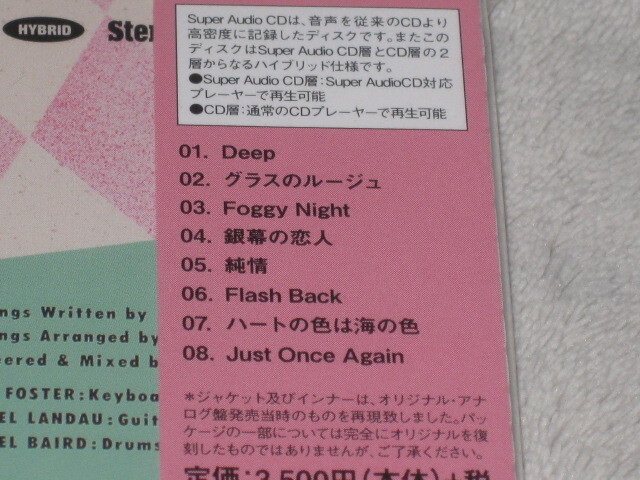 HYBRID
Super Audio CDは、音声を従来のCDより
高密度に記録したディスクです。またこの
ディスクはSuper Audio CD層とCD層の2
層からなるハイブリッド仕様です。
●Super Audio CD層:Super AudioCD対応
プレーヤーで再生可能
●CD層:通常のCDプレーヤーで再生可能
01. Deep
02. グラスのルージュ
03. Foggy Night
04. 銀幕の恋人
05. 純情
06. Flash Back
07. ハートの色は海の色
08. Just Once Again
Written by
Arranged by
& Mixed b
FOSTER:Keyboa
EL LANDAU:Guit
EL BAIRD:Drums
*ジャケット及びインナーは、オリジナル・アナ
ログ盤発売当時のものを再現致しました。パッ
ケージの一部については完全にオリジナルを復
刻したものではありませんが、ご了承ください。
定価:3,500円(本体)+税